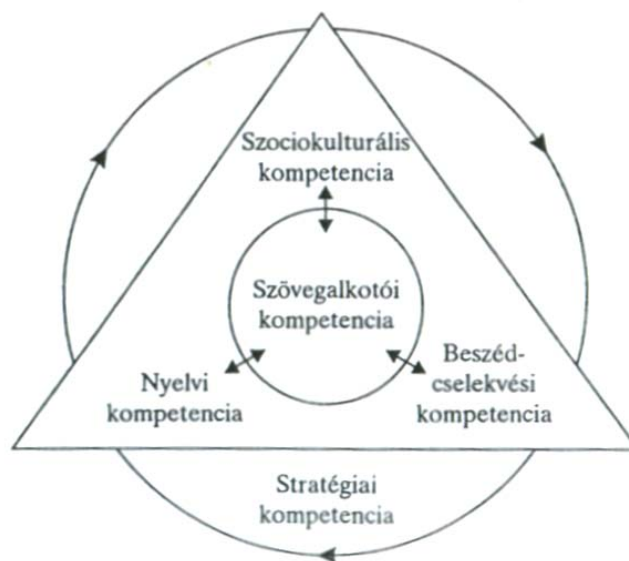 Szociokulturális
kompetencia
Szövegalkotói
kompetencia
Nyelvi
kompetencia
Beszéd-
cselekvési
kompetencia
Stratégiai
kompetencia